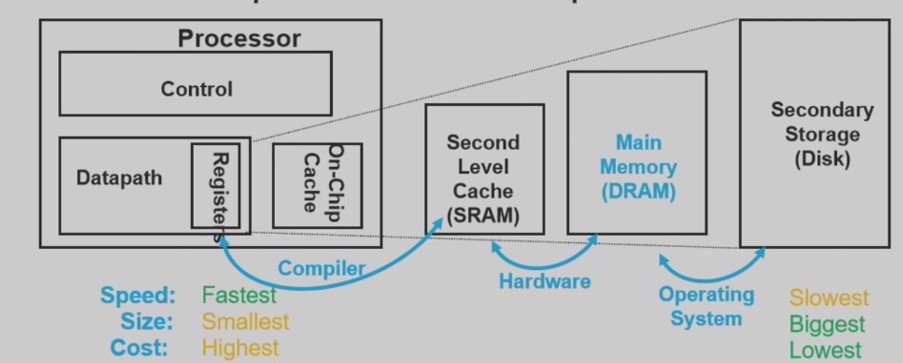 Processor
Control
Datapath
Registers
On-Chip
Cache
Second
Level
Cache
(SRAM)
Main
Memory
(DRAM)
Secondary
Storage
(Disk)
Compiler
Hardware
Operating
System
Speed: Fastest
Size: Smallest
Cost: Highest
Slowest
Biggest
Lowest